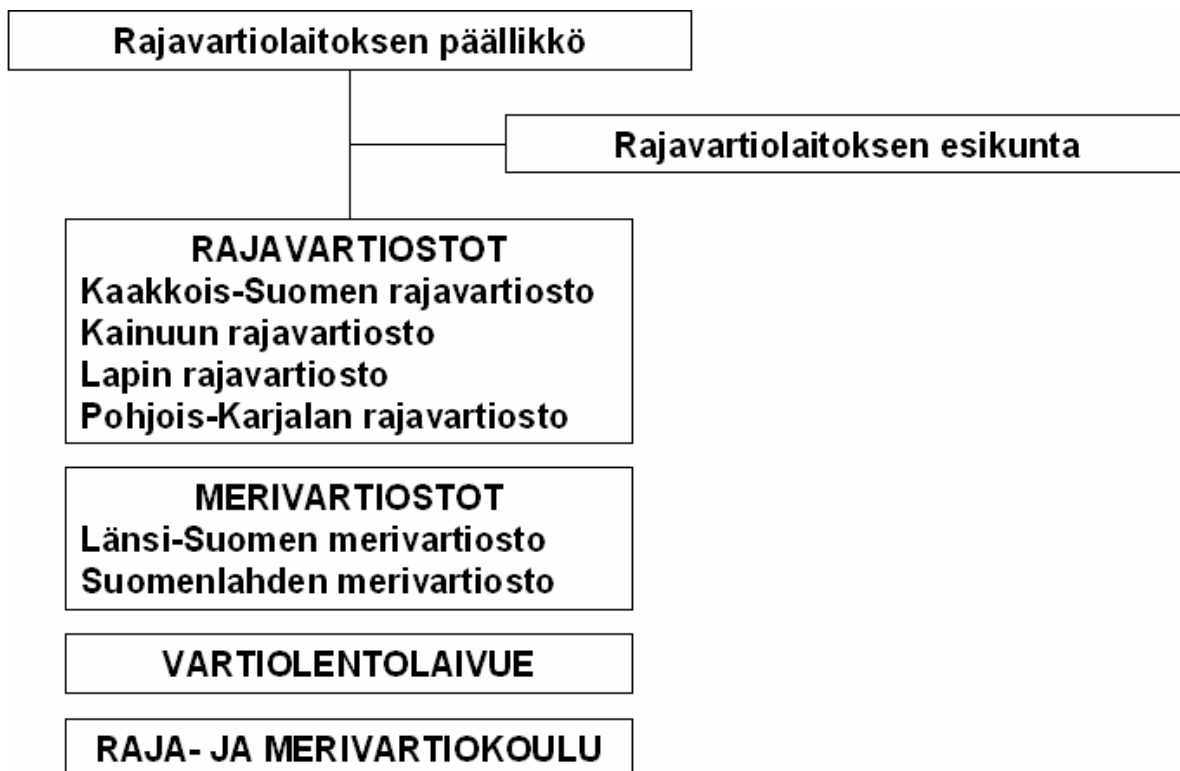 Rajavartiolaitoksen päällikkö
Rajavartiolaitoksen esikunta
RAJAVARTIOSTOT
Kaakkois-Suomen rajavartiosto
Kainuun rajavartiosto
Lapin rajavartiosto
Pohjois-Karjalan rajavartiosto
MERIVARTIOSTOT
Länsi-Suomen merivartiosto
Suomenlahden merivartiosto
VARTIOLENTOLAIVUE
RAJA- JA MERIVARTIOKOULU